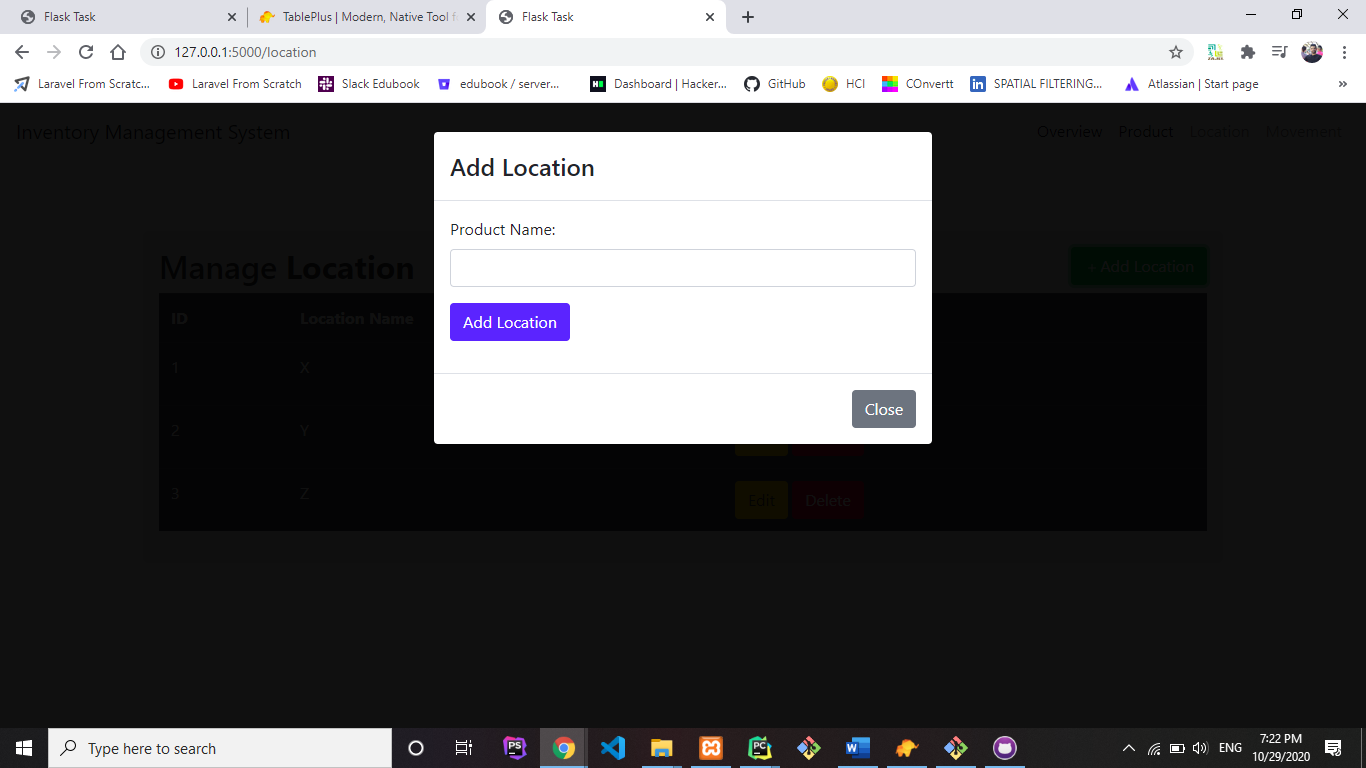 Flask Task
TablePlus | Modern, Native Tool f
Flask Task
127.0.0.1:5000/location
Laravel From Scratc...
Laravel From Scratch
Slack Edubook
edubook / server...
Dashboard | Hacker...
GitHub
HCI
COnvertt
SPATIAL FILTERING...
Atlassian | Start page
»
Inventory Management System
Overview Product Location Movement
Add Location
Product Name:
Manage Location
+ Add Location
ID Location Name
Add Location
1 X
Close
2 Y
3 Z Edit Delete
Type here to search
PS
PC
W
ENG
7:22 PM
10/29/2020